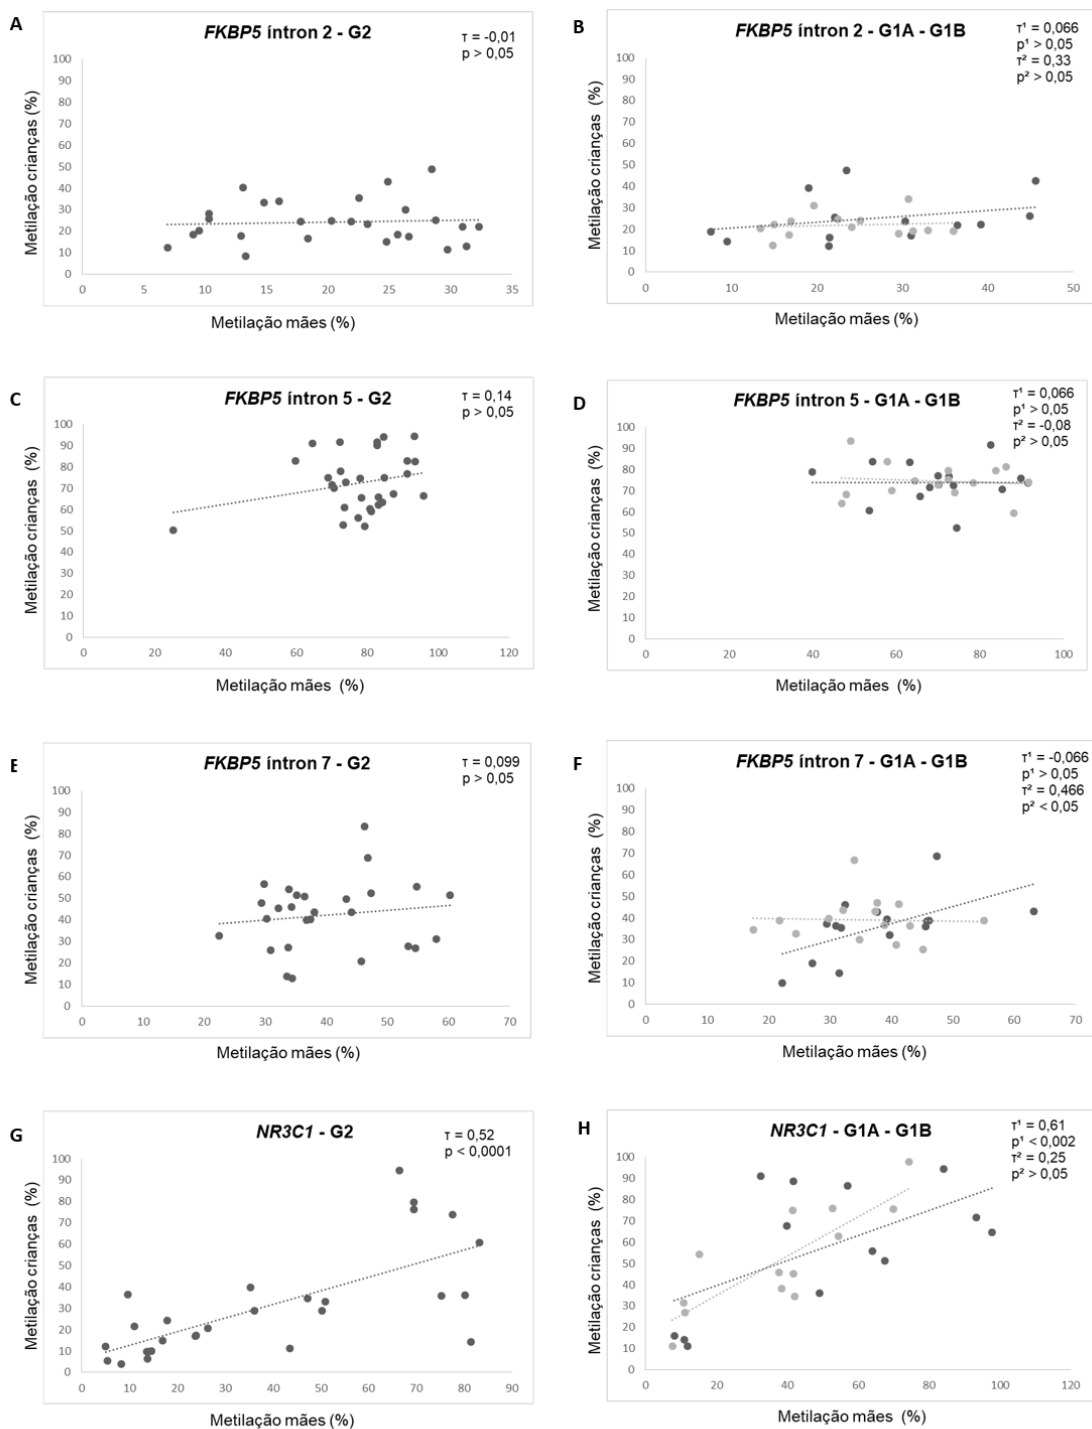 A
FKBP5 íntron 2 - G2
τ = -0,01
p > 0,05
Metilação crianças (%)
100
90
80
70
60
50
40
30
20
10
0
0 5 10 15 20 25 30 35
Metilação mães (%)
B
FKBP5 íntron 2 - G1A - G1B
τ¹ = 0,066
p¹ > 0,05
τ² = 0,33
p² > 0,05
Metilação crianças (%)
100
90
80
70
60
50
40
30
20
10
0
0 10 20 30 40 50
Metilação mães (%)
C
FKBP5 íntron 5 - G2
τ = 0,14
p > 0,05
Metilação crianças (%)
100
90
80
70
60
50
40
30
20
10
0
0 20 40 60 80 100 120
Metilação mães (%)
D
FKBP5 íntron 5 - G1A - G1B
τ¹ = 0,066
p¹ > 0,05
τ² = -0,08
p² > 0,05
Metilação crianças (%)
100
90
80
70
60
50
40
30
20
10
0
0 20 40 60 80 100
Metilação mães (%)
E
FKBP5 íntron 7 - G2
τ = 0,099
p > 0,05
Metilação crianças (%)
100
90
80
70
60
50
40
30
20
10
0
0 10 20 30 40 50 60 70
Metilação mães (%)
F
FKBP5 íntron 7 - G1A - G1B
τ¹ = -0,066
p¹ > 0,05
τ² = 0,466
p² < 0,05
Metilação crianças (%)
100
90
80
70
60
50
40
30
20
10
0
0 10 20 30 40 50 60 70
Metilação mães (%)
G
NR3C1 - G2
τ = 0,52
p < 0,0001
Metilação crianças (%)
100
90
80
70
60
50
40
30
20
10
0
0 10 20 30 40 50 60 70 80 90
Metilação mães (%)
H
NR3C1 - G1A - G1B
τ¹ = 0,61
p¹ < 0,002
τ² = 0,25
p² > 0,05
Metilação crianças (%)
100
90
80
70
60
50
40
30
20
10
0
0 20 40 60 80 100 120
Metilação mães (%)